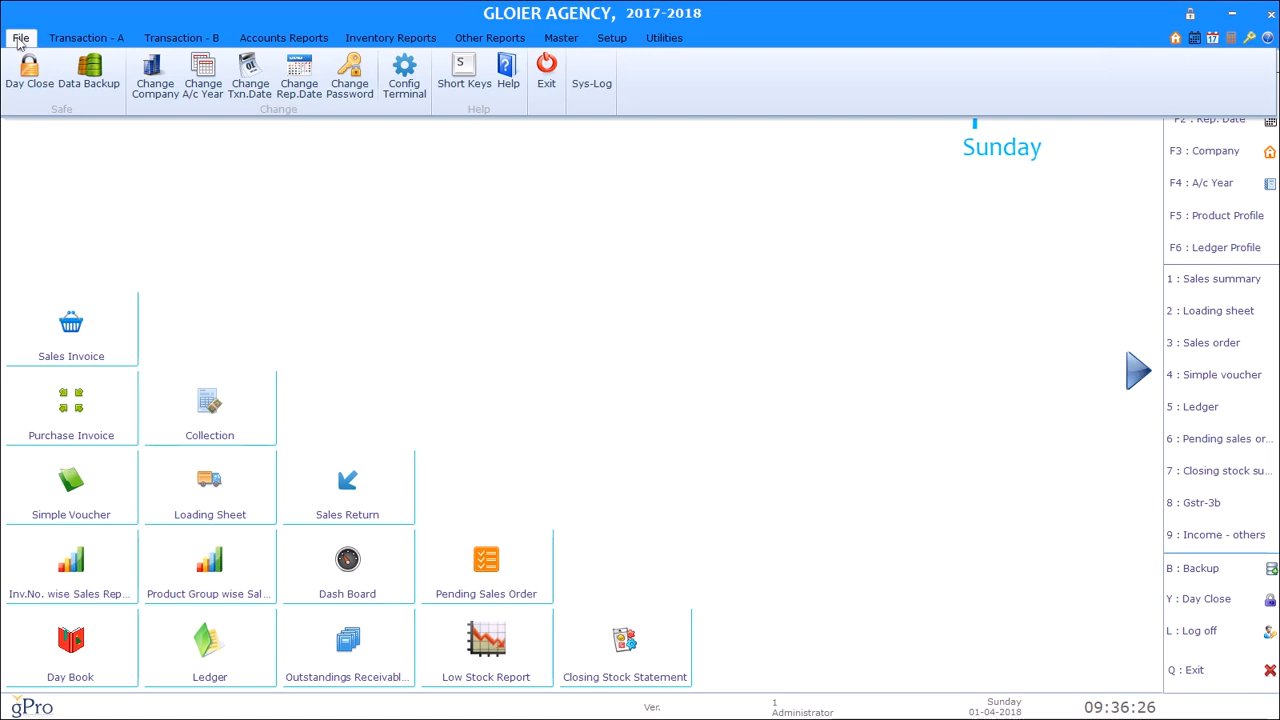 GLOIER AGENCY, 2017-2018
File Transaction - A Transaction - B Accounts Reports Inventory Reports Other Reports Master Setup Utilities
17
Day Close Data Backup Change Company Change A/c Year Change Txn.Date Change Rep.Date Change Password Config Terminal Short Keys Help Exit Sys-Log
Safe Change Help
Sunday
F2 : Rep. Date
F3 : Company
F4 : A/c Year
F5 : Product Profile
F6 : Ledger Profile
1 : Sales summary
2 : Loading sheet
3 : Sales order
4 : Simple voucher
5 : Ledger
6 : Pending sales or...
7 : Closing stock su...
8 : Gstr-3b
9 : Income - others
B : Backup
Y : Day Close
L : Log off
Q : Exit
Sales Invoice
Purchase Invoice Collection
Simple Voucher Loading Sheet Sales Return
Inv.No. wise Sales Rep... Product Group wise Sal... Dash Board Pending Sales Order
Day Book Ledger Outstandings Receivabl... Low Stock Report Closing Stock Statement
gPro Ver. 1 Administrator Sunday 01-04-2018 09:36:26